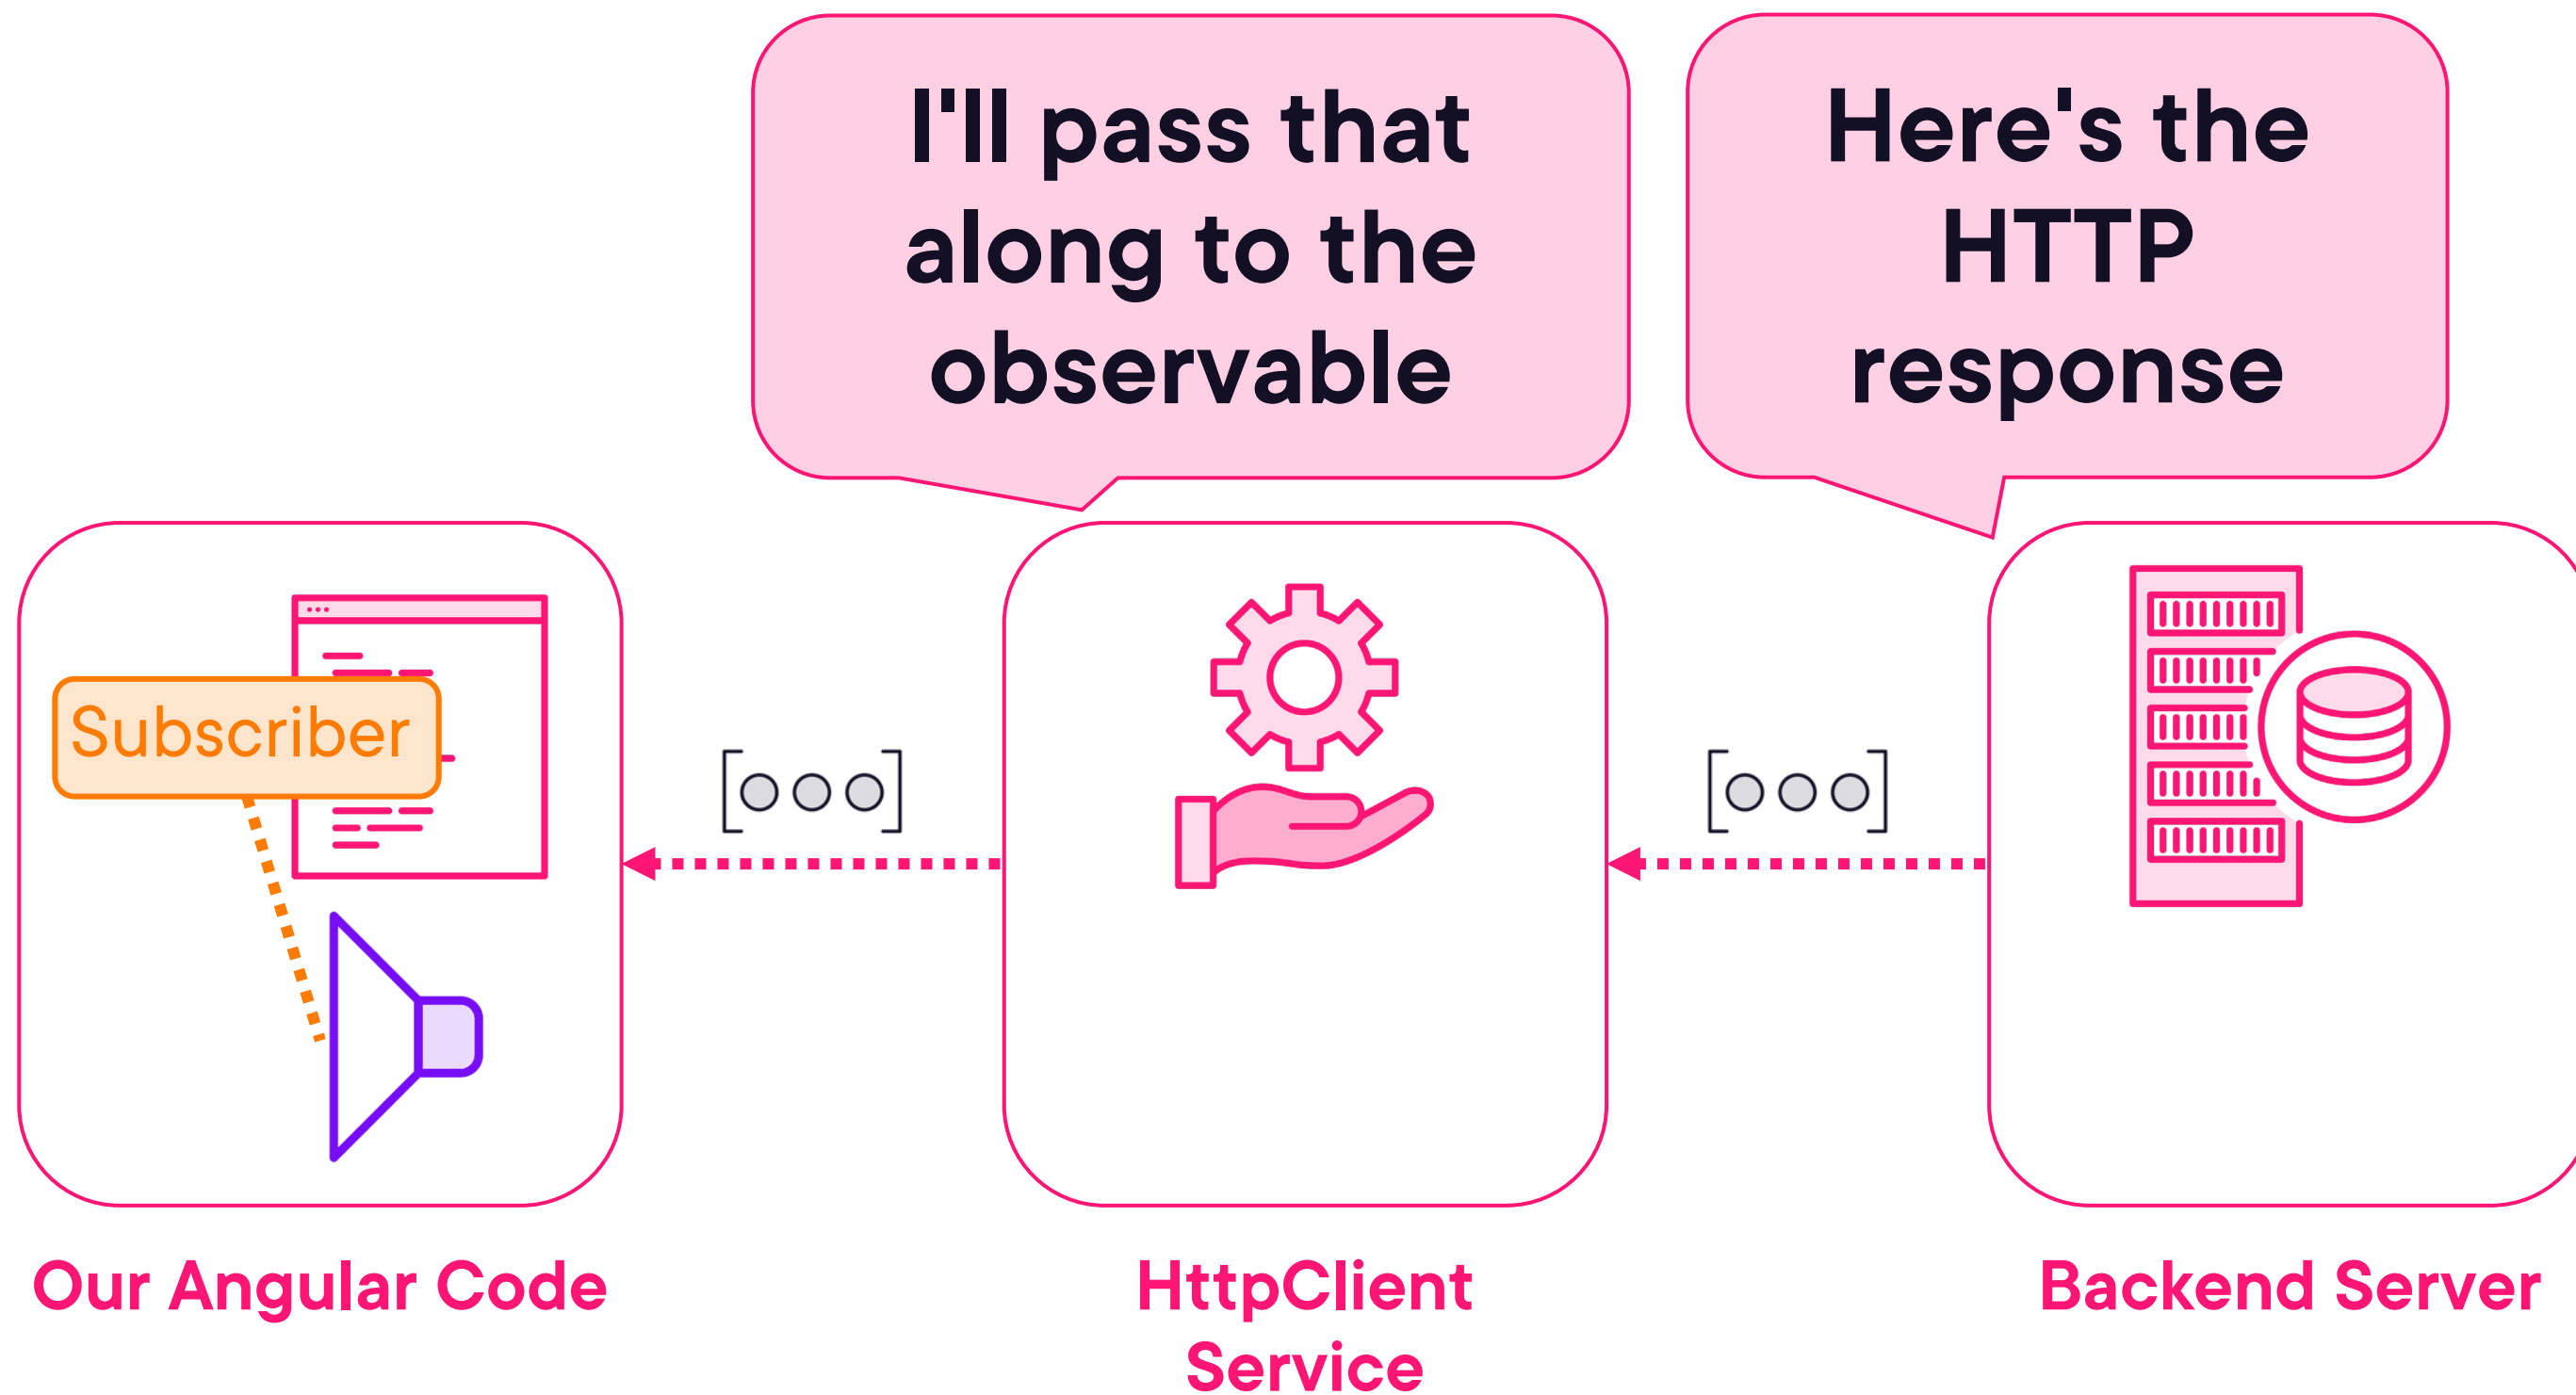 I'll pass that
along to the
observable
Here's the
HTTP
response
Subscriber
Our Angular Code
HttpClient
Service
Backend Server